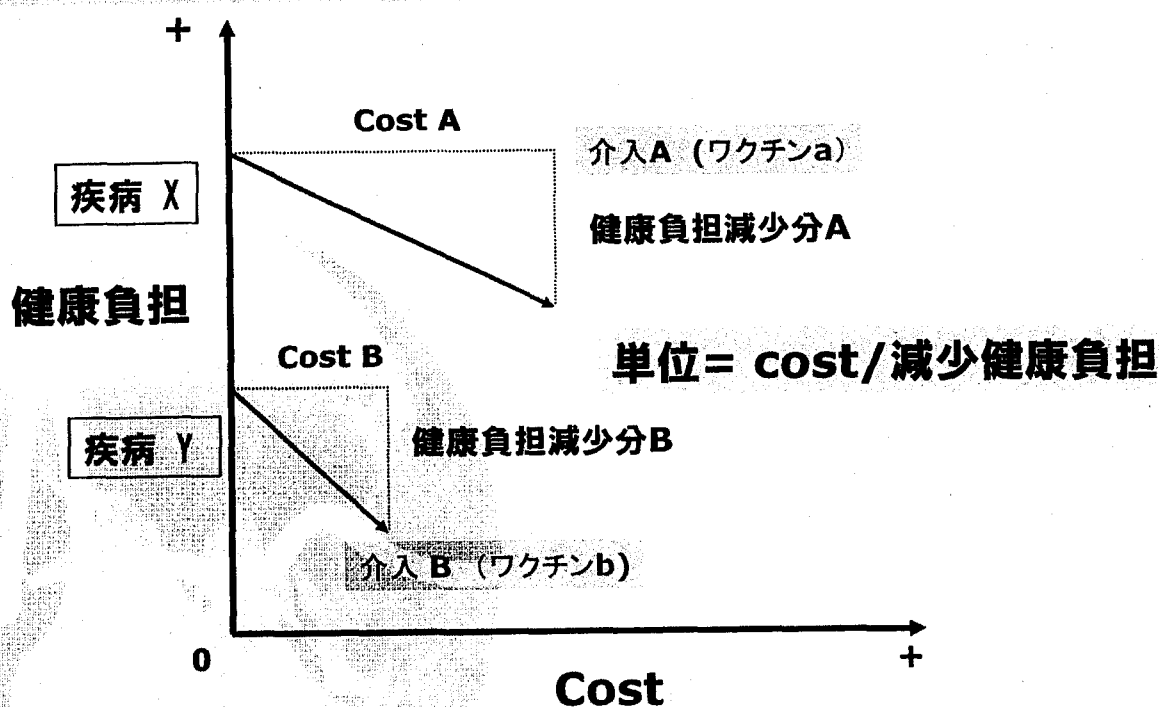 +
Cost A
介入A (ワクチンa)
疾病 X
健康負担減少分A
健康負担
Cost B
単位= cost/減少健康負担
疾病 Y
健康負担減少分B
介入 B (ワクチンb)
0
+
Cost